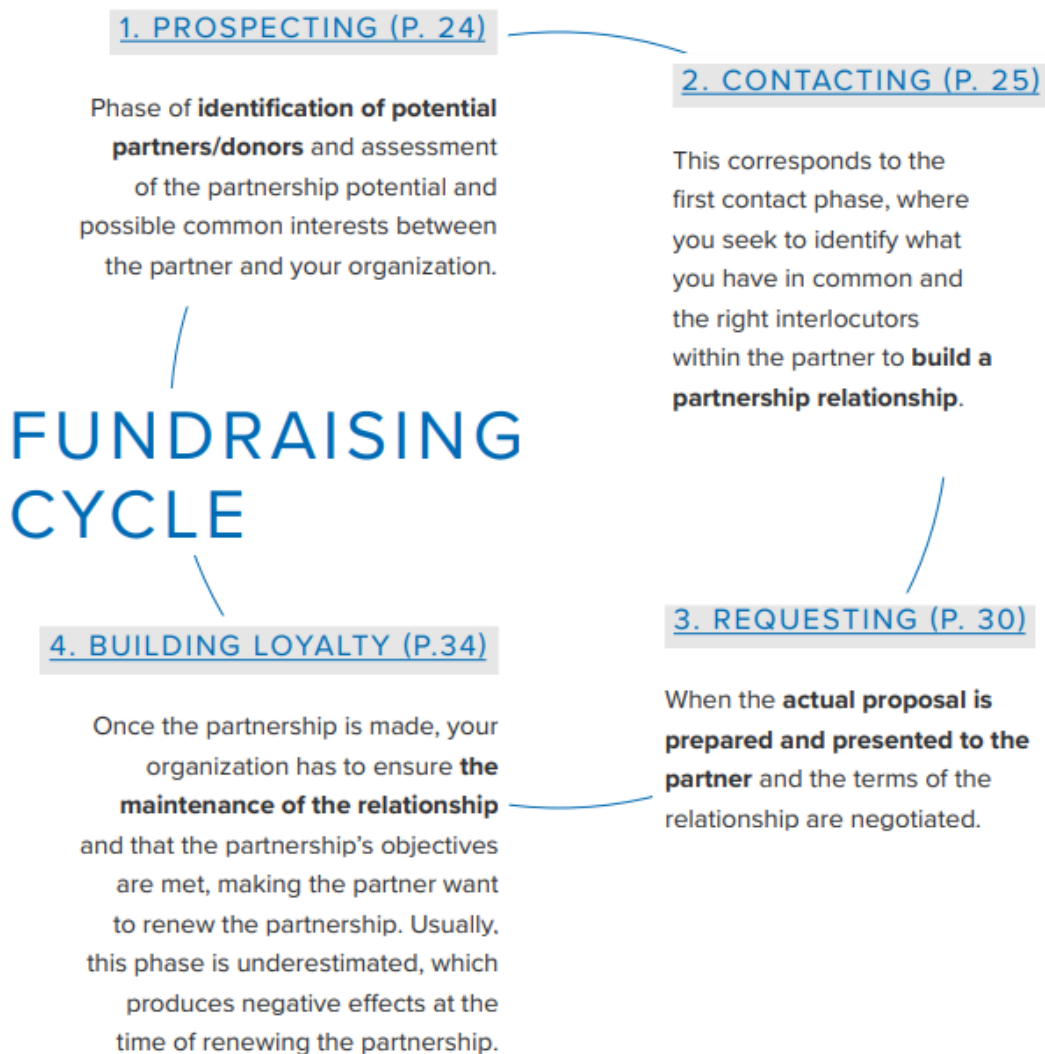 1. PROSPECTING (P. 24)
Phase of identification of potential
partners/donors and assessment
of the partnership potential and
possible common interests between
the partner and your organization.
2. CONTACTING (P. 25)
This corresponds to the
first contact phase, where
you seek to identify what
you have in common and
the right interlocutors
within the partner to build a
partnership relationship.
FUNDRAISING
CYCLE
3. REQUESTING (P. 30)
When the actual proposal is
prepared and presented to the
partner and the terms of the
relationship are negotiated.
4. BUILDING LOYALTY (P.34)
Once the partnership is made, your
organization has to ensure the
maintenance of the relationship
and that the partnership's objectives
are met, making the partner want
to renew the partnership. Usually,
this phase is underestimated, which
produces negative effects at the
time of renewing the partnership.